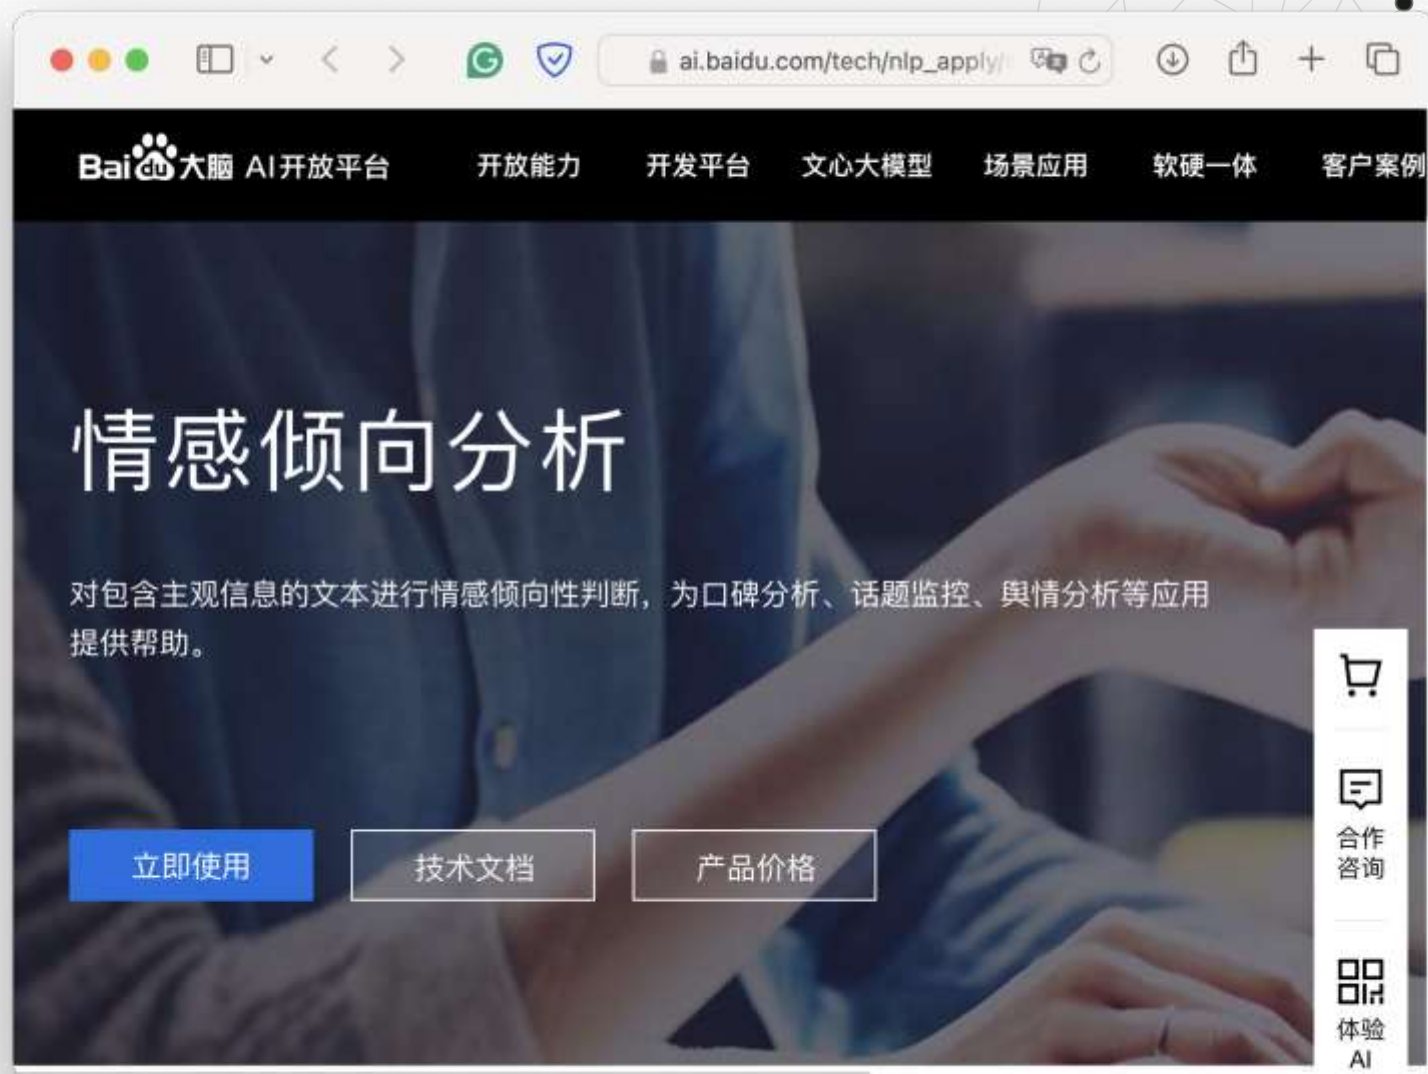 ai.baidu.com/tech/nlp_apply/
Bai du 大脑 AI开放平台 开放能力 开发平台 文心大模型 场景应用 软硬一体 客户案例
情感倾向分析
对包含主观信息的文本进行情感倾向性判断，为口碑分析、话题监控、舆情分析等应用
提供帮助。
立即使用 技术文档 产品价格
合作
咨询
体验
AI